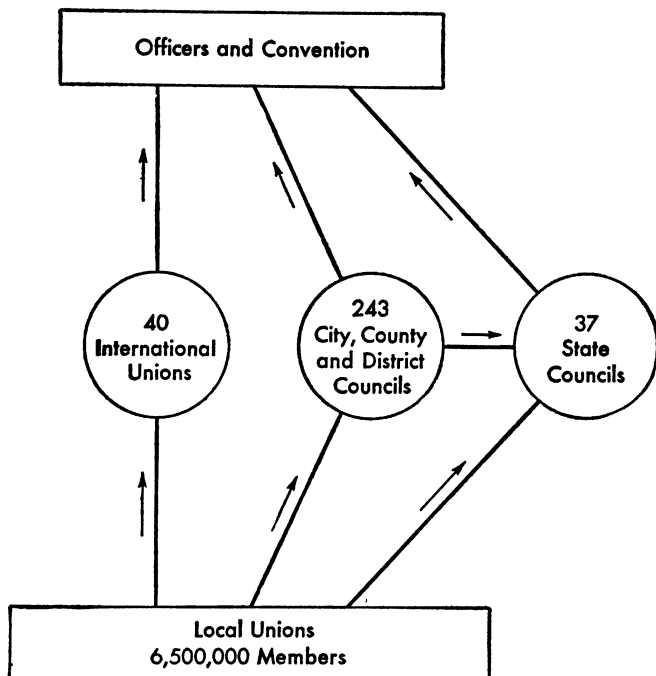 Officers and Convention
40
International
Unions
243
City, County
and District
Councils
37
State
Councils
Local Unions
6,500,000 Members